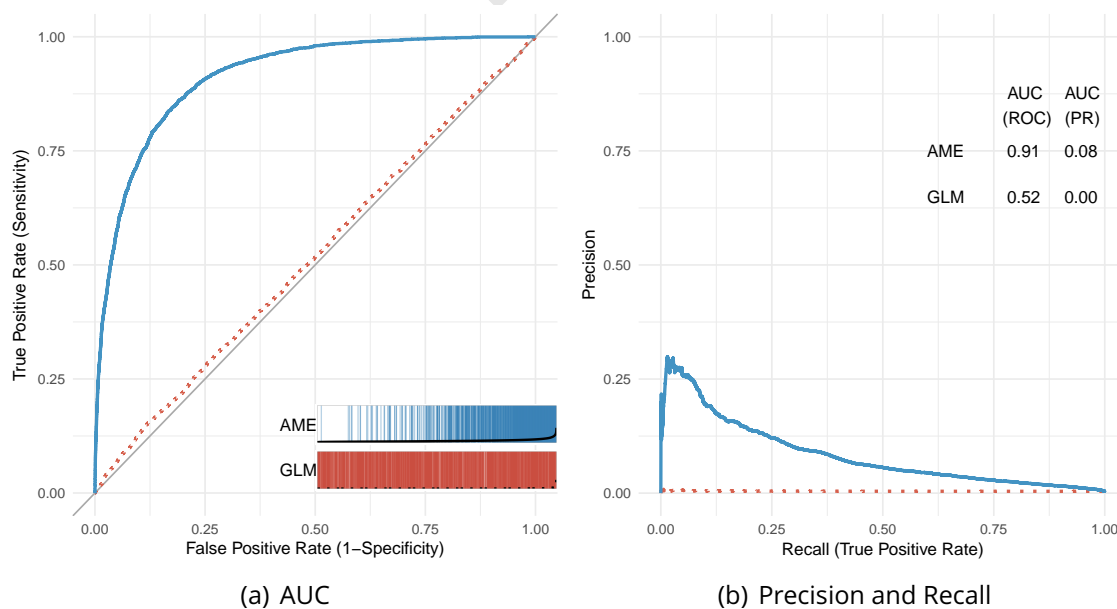 1.00
0.75
0.50
0.25
0.00
True Positive Rate (Sensitivity)
AME
GLM
0.00 0.25 0.50 0.75 1.00
False Positive Rate (1−Specificity)
(a) AUC
1.00
0.75
0.50
0.25
0.00
Precision
AUC AUC
(ROC) (PR)
AME 0.91 0.08
GLM 0.52 0.00
0.00 0.25 0.50 0.75 1.00
Recall (True Positive Rate)
(b) Precision and Recall